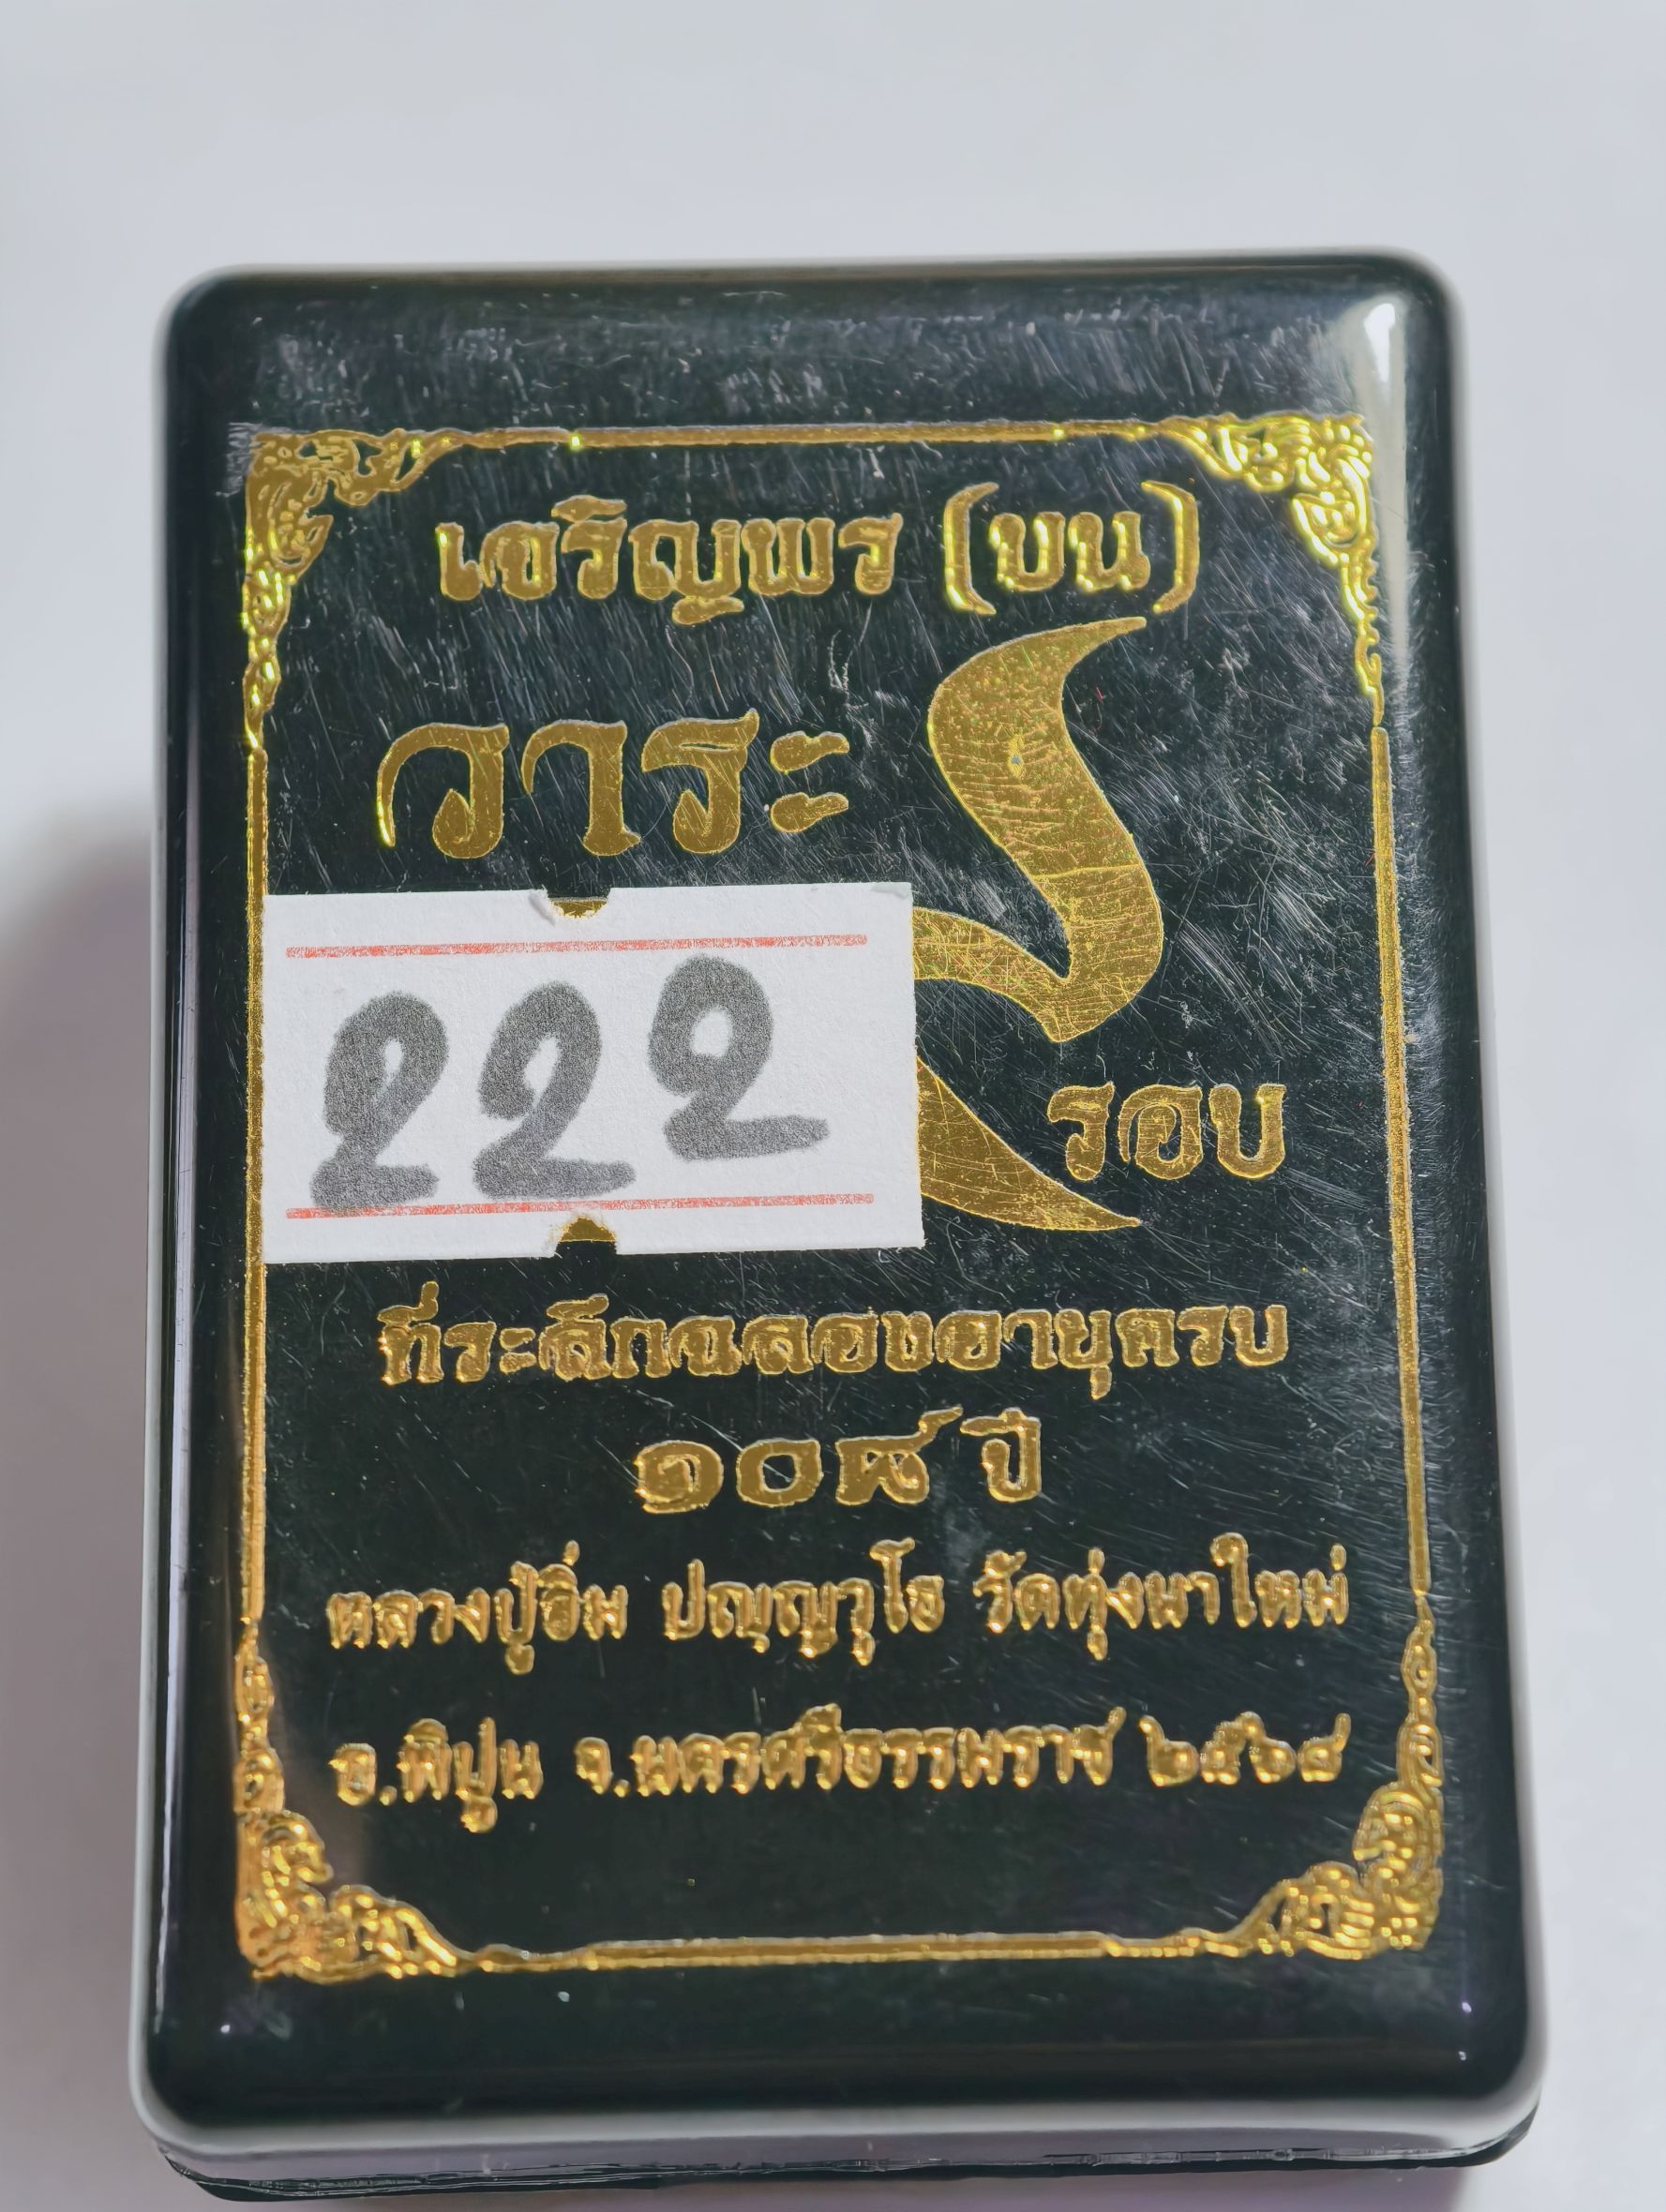 เจริญพร (บน)
วาระ ๙
222
รอบ
ที่ระลึกฉลองอายุครบ
๑๐๘ ปี
หลวงปู่อิ่ม ปญฺญาวุโธ วัดทุ่งนาใหม่
อ.พิปูน จ.นครศรีธรรมราช ๒๕๖๘